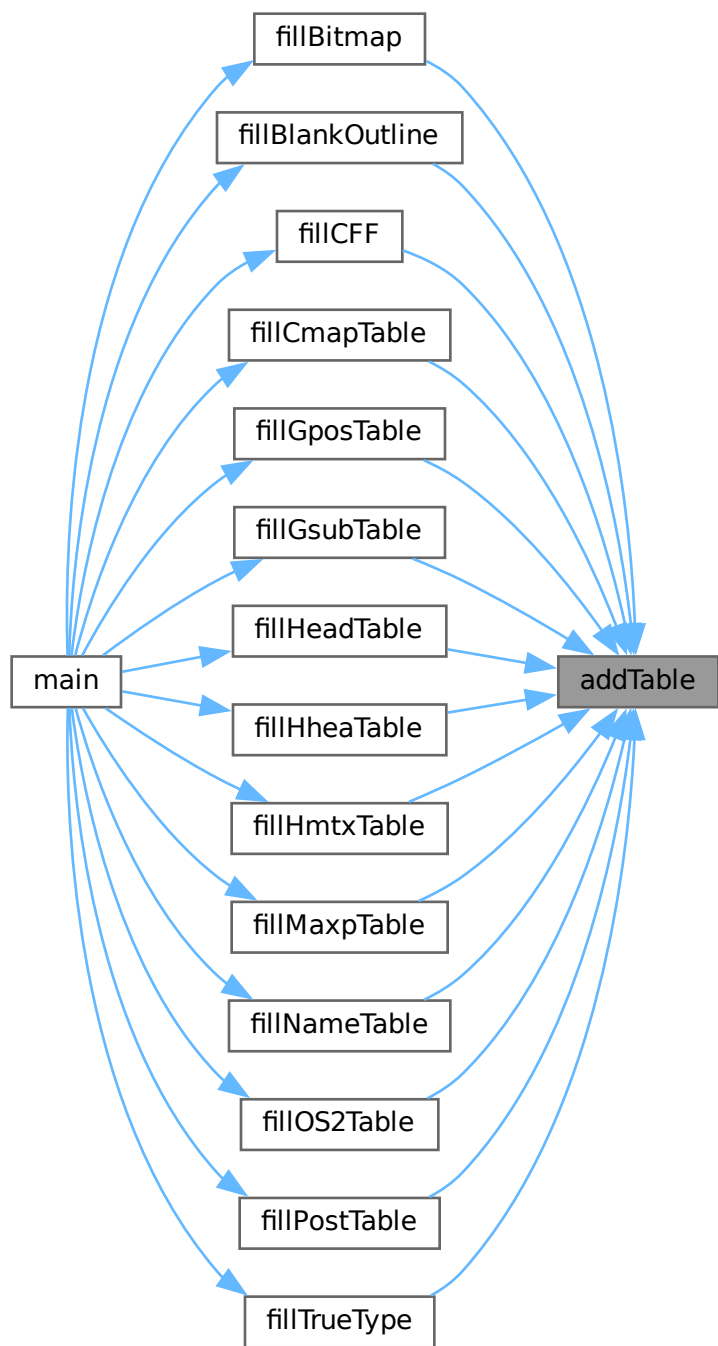 fillBitmap
fillBlankOutline
fillCFF
fillCmapTable
fillGposTable
fillGsubTable
fillHeadTable
main
addTable
fillHheaTable
fillHmtxTable
fillMaxpTable
fillNameTable
fillOS2Table
fillPostTable
fillTrueType